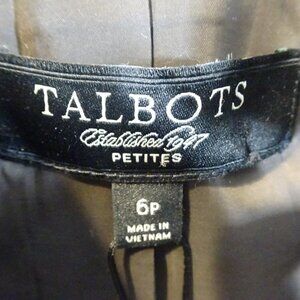 TALBOTS
Established 1947
PETITES
6P
MADE IN
VIETNAM